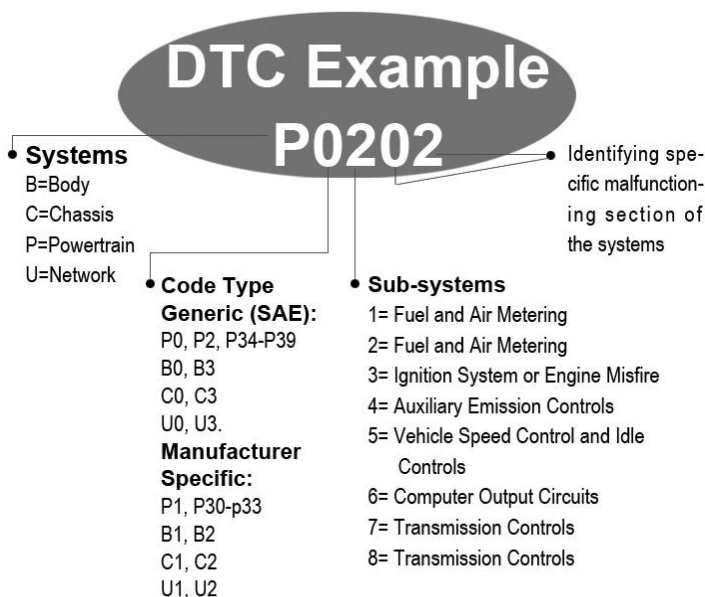 DTC Example
P0202
Systems
B=Body
C=Chassis
P=Powertrain
U=Network
Identifying spe-
cific malfunction-
ing section of
the systems
Code Type
Generic (SAE):
P0, P2, P34-P39
B0, B3
C0, C3
U0, U3.
Manufacturer
Specific:
P1, P30-p33
B1, B2
C1, C2
U1, U2
Sub-systems
1= Fuel and Air Metering
2= Fuel and Air Metering
3= Ignition System or Engine Misfire
4= Auxiliary Emission Controls
5= Vehicle Speed Control and Idle
Controls
6= Computer Output Circuits
7= Transmission Controls
8= Transmission Controls